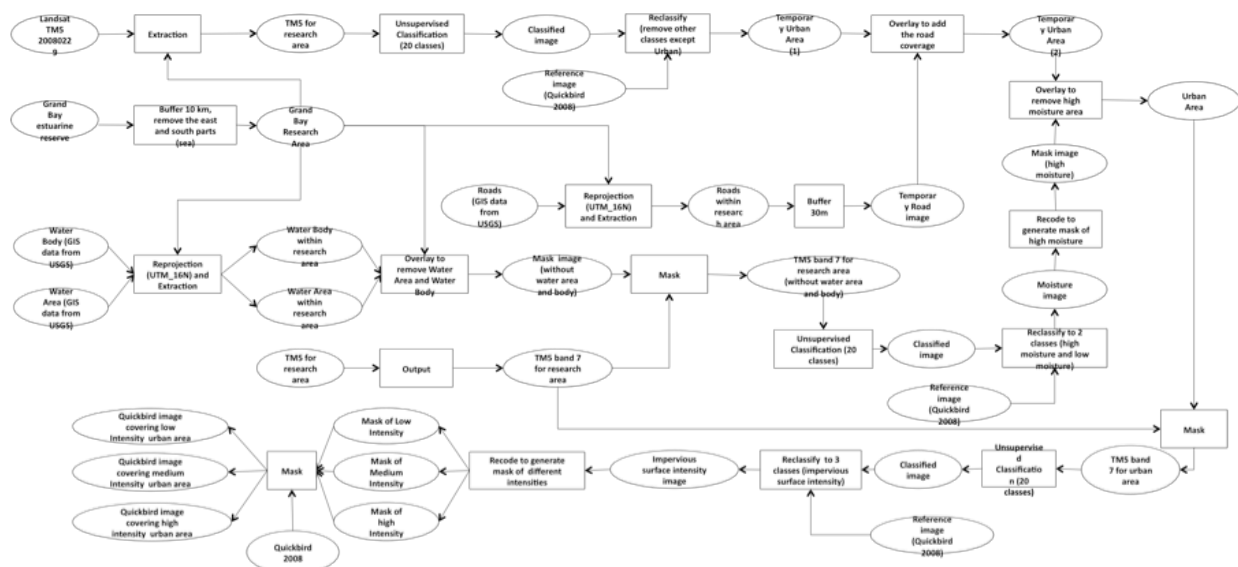 Landsat
TM5
2008022
9
Extraction
TM5 for
research
area
Unsupervised
Classification
(20 classes)
Classified
image
Reclassify
(remove other
classes except
Urban)
Temporar
y Urban
Area
(1)
Overlay to add
the road
coverage
Temporar
y Urban
Area
(2)
Reference
image
(Quickbird
2008)
Grand
Bay
estuarine
reserve
Buffer 10 km,
remove the east
and south parts
(sea)
Grand
Bay
Research
Area
Overlay to
remove high
moisture area
Urban
Area
Mask image
(high
moisture)
Roads
(GIS data
from
USGS)
Reprojection
(UTM_16N)
and Extraction
Roads
within
researc
h area
Buffer
30m
Temporar
y Road
image
Recode to
generate mask of
high moisture
Water
Body (GIS
data from
USGS)
Water
Area (GIS
data from
USGS)
Reprojection
(UTM_16N) and
Extraction
Water Body
within
research
area
Water Area
within
research
area
Overlay to
remove Water
Area and Water
Body
Mask image
(without
water area
and body)
Mask
TM5 band 7 for
research area
(without water area
and body)
Moisture
image
Unsupervised
Classification (20
classes)
Classified
image
Reclassify to 2
classes (high
moisture and low
moisture)
TM5 for
research
area
Output
TM5 band 7
for research
area
Reference
image
(Quickbird
2008)
Mask
Quickbird image
covering low
Intensity urban area
Quickbird image
covering medium
Intensity urban area
Quickbird image
covering high
intensity urban area
Mask
Quickbird
2008
Mask of Low
Intensity
Mask of
Medium
Intensity
Mask of
high
Intensity
Recode to generate
mask of different
intensities
Impervious
surface intensity
image
Reclassify to 3
classes (impervious
surface intensity)
Classified
image
Unsupervise
d
Classificatio
n (20
classes)
TM5 band
7 for urban
area
Reference
image
(Quickbird
2008)